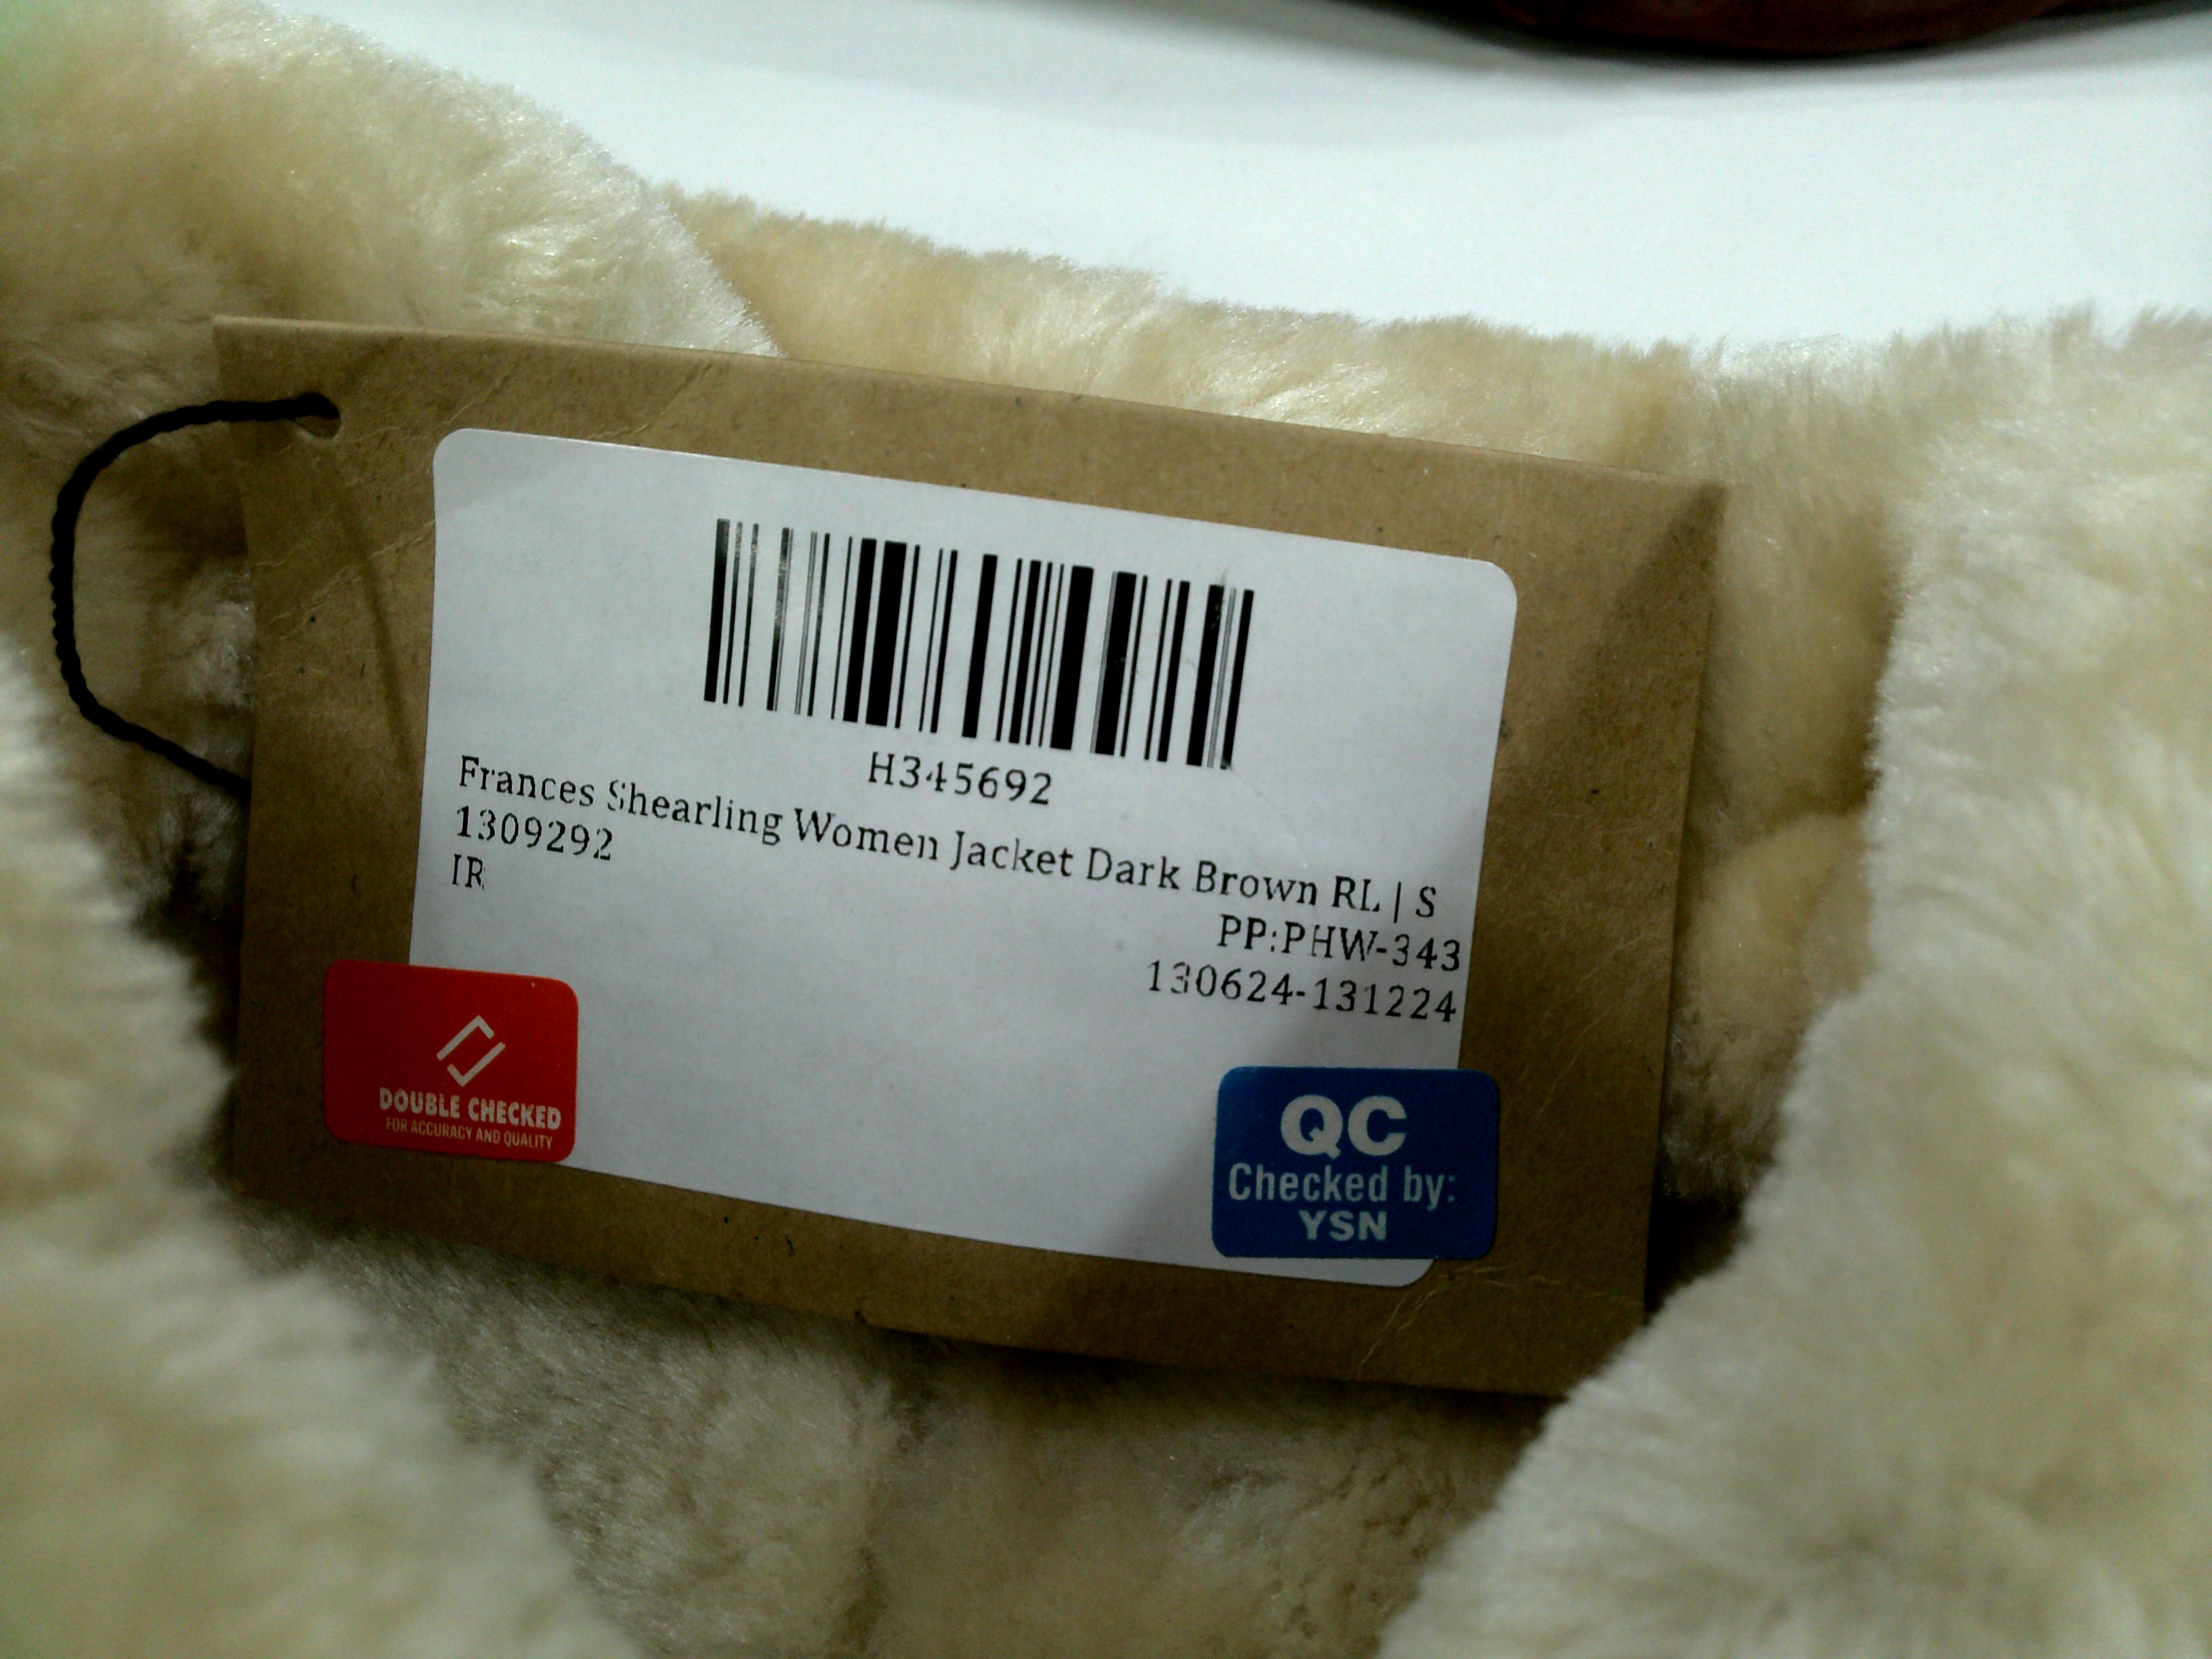 H345692
Frances Shearling Women Jacket Dark Brown RL | S
1309292
IR
PP:PHW-343
130624-131224
DOUBLE CHECKED
FOR ACCURACY AND QUALITY
QC
Checked by:
YSN